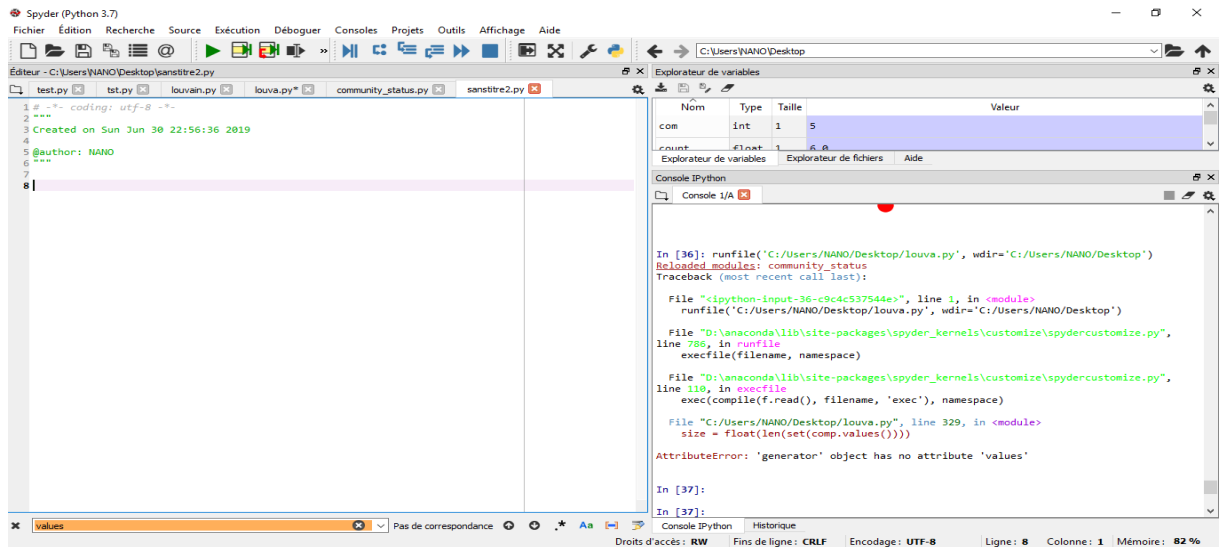 Spyder (Python 3.7)
Fichier Édition Recherche Source Exécution Déboguer Consoles Projets Outils Affichage Aide
C:\Users\NANO\Desktop
Éditeur - C:\Users\NANO\Desktop\sanstitre2.py
test.py tst.py louvain.py louva.py* community_status.py sanstitre2.py
1 # -*- coding: utf-8 -*-
2 """
3 Created on Sun Jun 30 22:56:36 2019
4
5 @author: NANO
6 """
7
8
values Pas de correspondance .* Aa
Explorateur de variables
Nom Type Taille Valeur
com int 1 5
count float 1 6.0
Explorateur de variables Explorateur de fichiers Aide
Console IPython
Console 1/A
In [36]: runfile('C:/Users/NANO/Desktop/louva.py', wdir='C:/Users/NANO/Desktop')
Reloaded modules: community_status
Traceback (most recent call last):
File "<ipython-input-36-c9c4c537544e>", line 1, in <module>
runfile('C:/Users/NANO/Desktop/louva.py', wdir='C:/Users/NANO/Desktop')
File "D:\anaconda\lib\site-packages\spyder_kernels\customize\spydercustomize.py",
line 786, in runfile
execfile(filename, namespace)
File "D:\anaconda\lib\site-packages\spyder_kernels\customize\spydercustomize.py",
line 110, in execfile
exec(compile(f.read(), filename, 'exec'), namespace)
File "C:/Users/NANO/Desktop/louva.py", line 329, in <module>
size = float(len(set(comp.values())))
AttributeError: 'generator' object has no attribute 'values'
In [37]:
In [37]:
Console IPython Historique
Droits d'accès : RW Fins de ligne : CRLF Encodage : UTF-8 Ligne : 8 Colonne : 1 Mémoire : 82 %